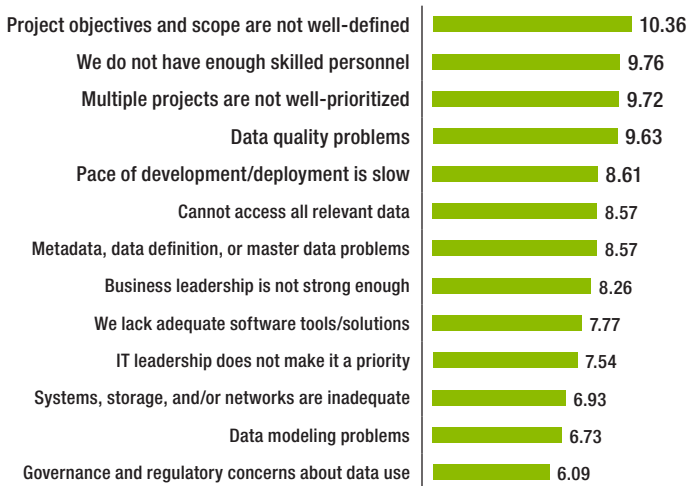 Project objectives and scope are not well-defined 10.36
We do not have enough skilled personnel 9.76
Multiple projects are not well-prioritized 9.72
Data quality problems 9.63
Pace of development/deployment is slow 8.61
Cannot access all relevant data 8.57
Metadata, data definition, or master data problems 8.57
Business leadership is not strong enough 8.26
We lack adequate software tools/solutions 7.77
IT leadership does not make it a priority 7.54
Systems, storage, and/or networks are inadequate 6.93
Data modeling problems 6.73
Governance and regulatory concerns about data use 6.09